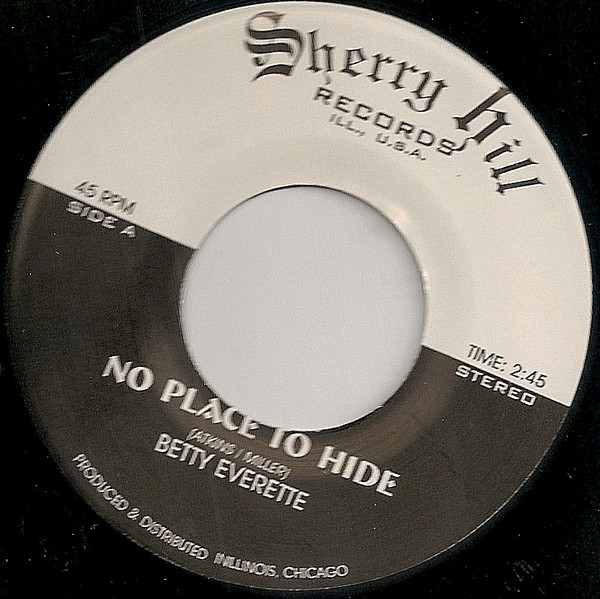 Sherry hill
RECORDS
ILL., U.S.A.
45 RPM
SIDE A
TIME: 2:45
STEREO
NO PLACE TO HIDE
(ATKINS / MILLER)
BETTY EVERETTE
PRODUCED & DISTRIBUTED INILLINOIS, CHICAGO